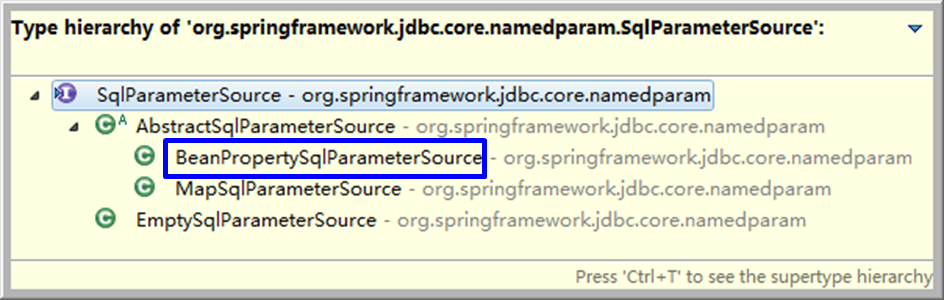 Type hierarchy of 'org.springframework.jdbc.core.namedparam.SqlParameterSource':
SqlParameterSource - org.springframework.jdbc.core.namedparam
AbstractSqlParameterSource - org.springframework.jdbc.core.namedparam
BeanPropertySqlParameterSource - org.springframework.jdbc.core.namedparam
MapSqlParameterSource - org.springframework.jdbc.core.namedparam
EmptySqlParameterSource - org.springframework.jdbc.core.namedparam
Press 'Ctrl+T' to see the supertype hierarchy